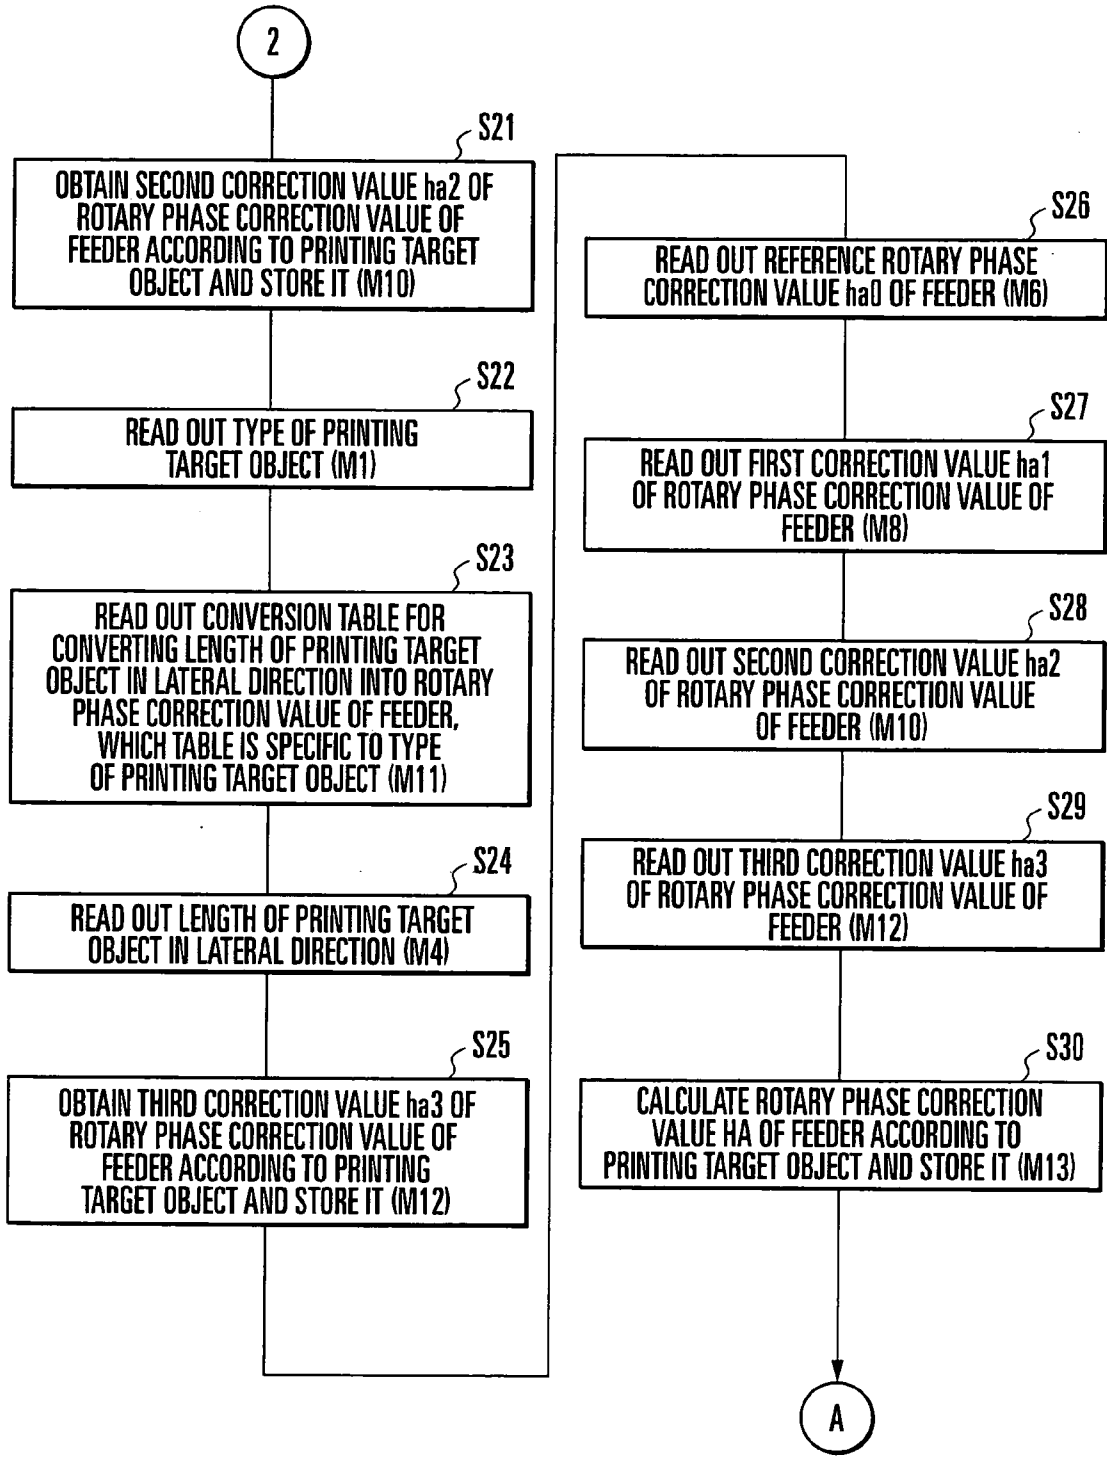 2
S21
OBTAIN SECOND CORRECTION VALUE ha2 OF
ROTARY PHASE CORRECTION VALUE OF
FEEDER ACCORDING TO PRINTING TARGET
OBJECT AND STORE IT (M10)
S22
READ OUT TYPE OF PRINTING
TARGET OBJECT (M1)
S23
READ OUT CONVERSION TABLE FOR
CONVERTING LENGTH OF PRINTING TARGET
OBJECT IN LATERAL DIRECTION INTO ROTARY
PHASE CORRECTION VALUE OF FEEDER,
WHICH TABLE IS SPECIFIC TO TYPE
OF PRINTING TARGET OBJECT (M11)
S24
READ OUT LENGTH OF PRINTING TARGET
OBJECT IN LATERAL DIRECTION (M4)
S25
OBTAIN THIRD CORRECTION VALUE ha3 OF
ROTARY PHASE CORRECTION VALUE OF
FEEDER ACCORDING TO PRINTING
TARGET OBJECT AND STORE IT (M12)
S26
READ OUT REFERENCE ROTARY PHASE
CORRECTION VALUE ha0 OF FEEDER (M6)
S27
READ OUT FIRST CORRECTION VALUE ha1
OF ROTARY PHASE CORRECTION VALUE OF
FEEDER (M8)
S28
READ OUT SECOND CORRECTION VALUE ha2
OF ROTARY PHASE CORRECTION VALUE
OF FEEDER (M10)
S29
READ OUT THIRD CORRECTION VALUE ha3
OF ROTARY PHASE CORRECTION VALUE OF
FEEDER (M12)
S30
CALCULATE ROTARY PHASE CORRECTION
VALUE HA OF FEEDER ACCORDING TO
PRINTING TARGET OBJECT AND STORE IT (M13)
A